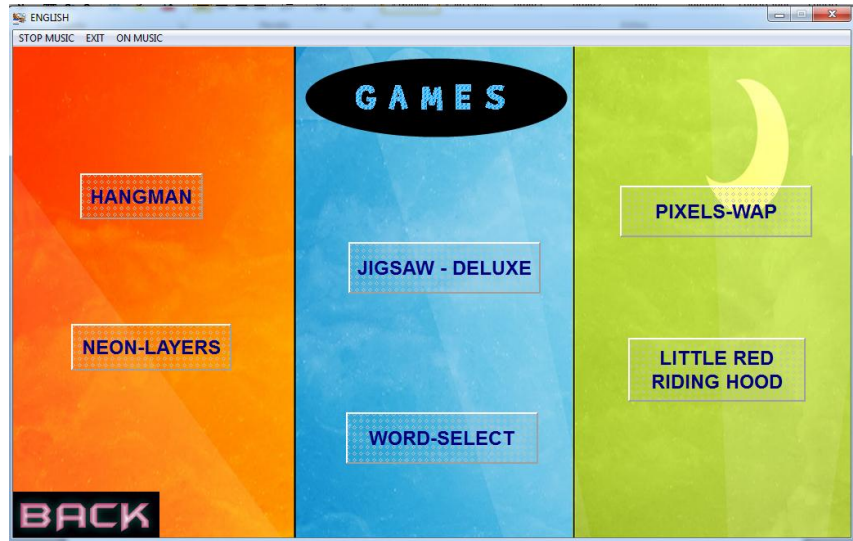 ENGLISH
STOP MUSIC EXIT ON MUSIC
GAMES
HANGMAN
NEON-LAYERS
JIGSAW - DELUXE
WORD-SELECT
PIXELS-WAP
LITTLE RED
RIDING HOOD
BACK